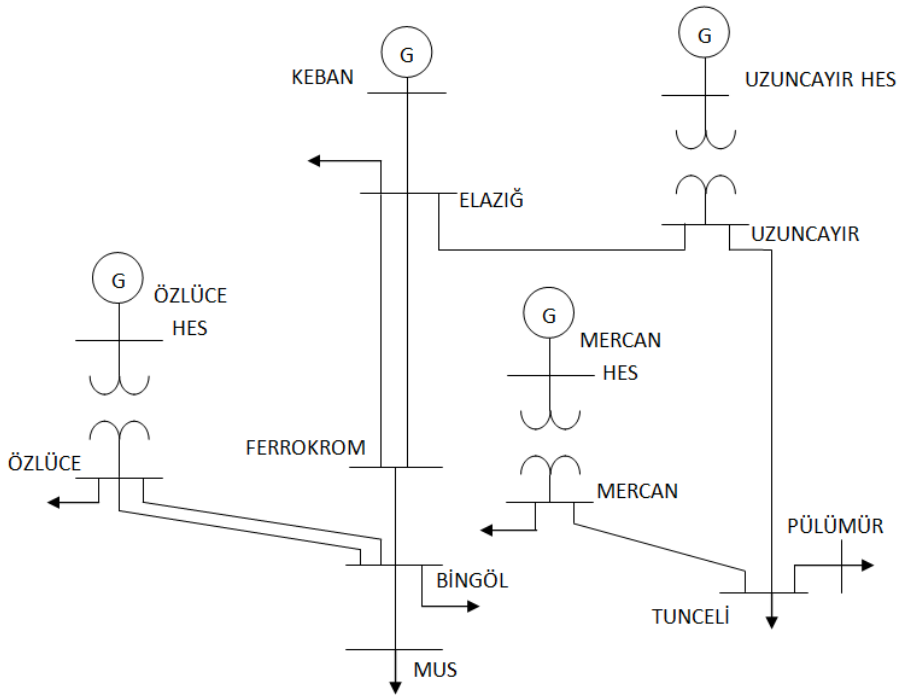 G
G
KEBAN
UZUNCAYIR HES
ELAZIĞ
UZUNCAYIR
G
ÖZLÜCE
HES
G
MERCAN
HES
FERROKROM
ÖZLÜCE
MERCAN
PÜLÜMÜR
BİNGÖL
TUNCELİ
MUS